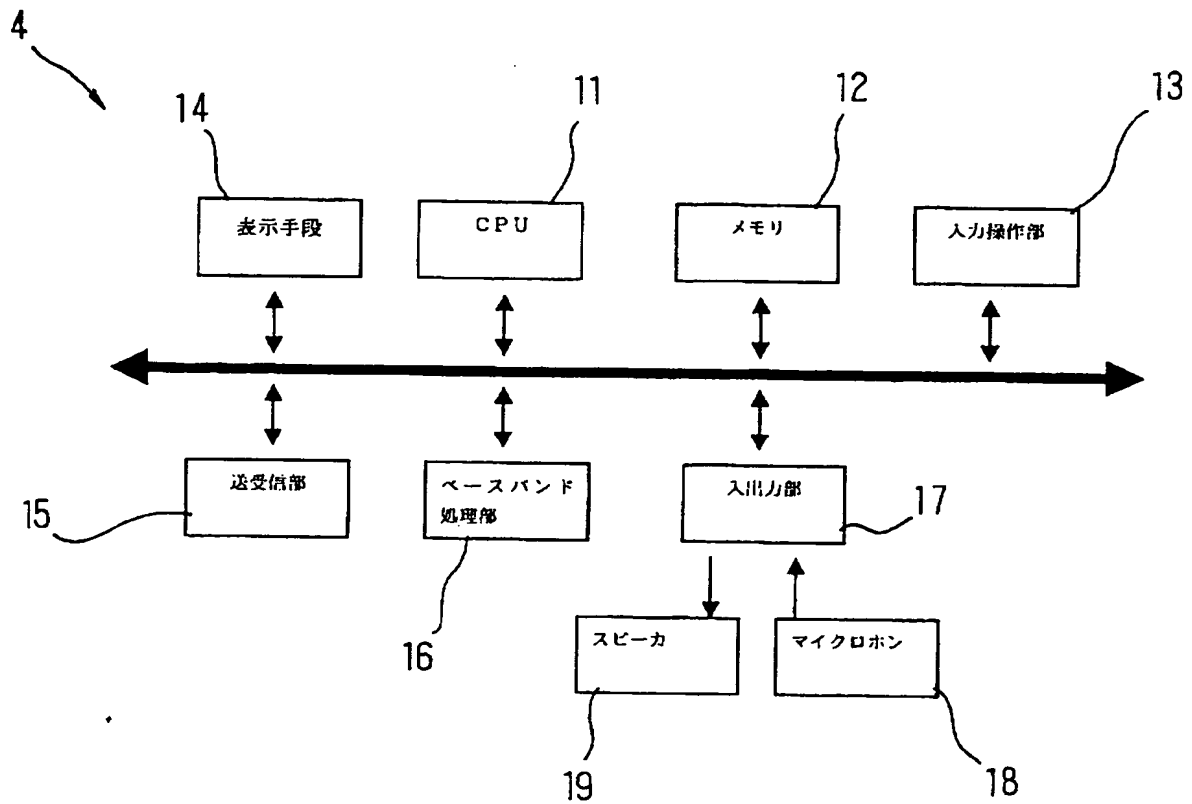 4
14
11
12
13
表示手段
CPU
メモリ
入力操作部
送受信部
ベースバンド
処理部
入出力部
15
17
16
スピーカ
マイクロホン
19
18